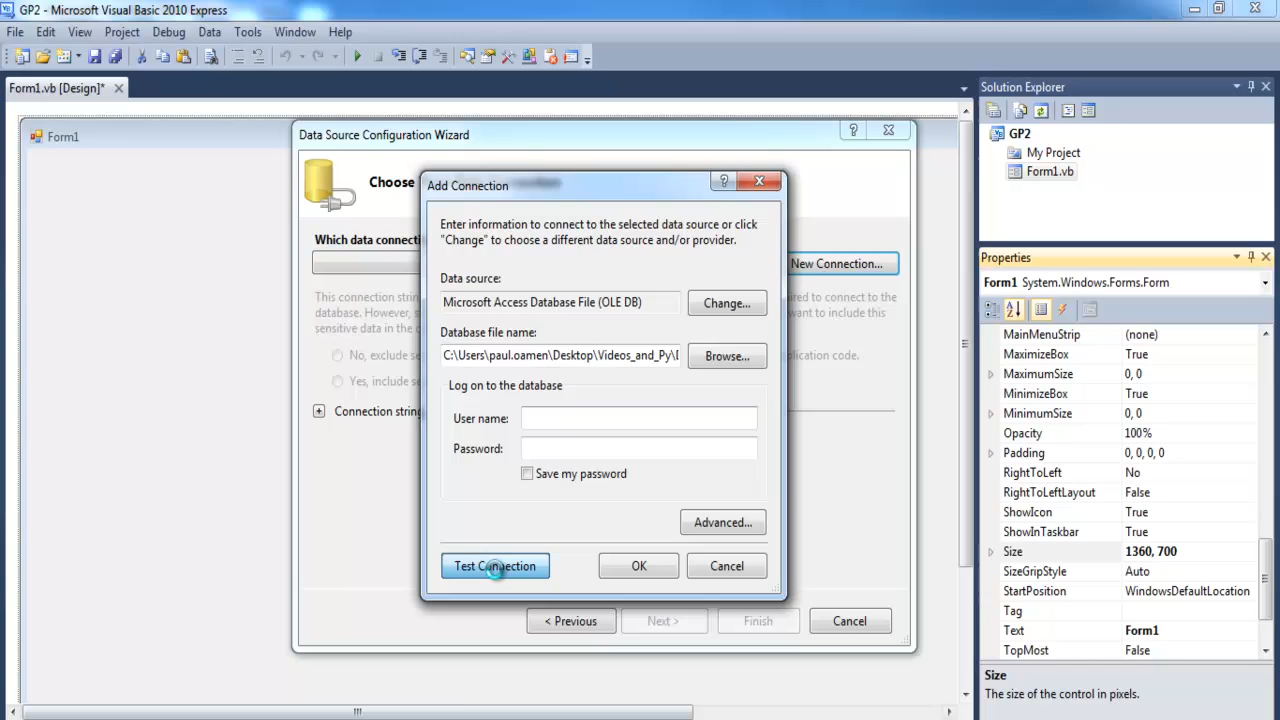 GP2 - Microsoft Visual Basic 2010 Express
File Edit View Project Debug Data Tools Window Help
Form1.vb [Design]*
Form1
Data Source Configuration Wizard
Choose
Which data connecti
New Connection...
This connection string
database. However, s
sensitive data in the c
ired to connect to the
want to include this
No, exclude se
plication code.
Yes, include se
Connection string
< Previous
Next >
Finish
Cancel
Add Connection
Enter information to connect to the selected data source or click
"Change" to choose a different data source and/or provider.
Data source:
Microsoft Access Database File (OLE DB)
Change...
Database file name:
C:\Users\paul.oamen\Desktop\Videos_and_Py\D
Browse...
Log on to the database
User name:
Password:
Save my password
Advanced...
Test Connection
OK
Cancel
Solution Explorer
GP2
My Project
Form1.vb
Properties
Form1 System.Windows.Forms.Form
MainMenuStrip (none)
MaximizeBox True
MaximumSize 0, 0
MinimizeBox True
MinimumSize 0, 0
Opacity 100%
Padding 0, 0, 0, 0
RightToLeft No
RightToLeftLayout False
ShowIcon True
ShowInTaskbar True
Size 1360, 700
SizeGripStyle Auto
StartPosition WindowsDefaultLocation
Tag
Text Form1
TopMost False
Size
The size of the control in pixels.